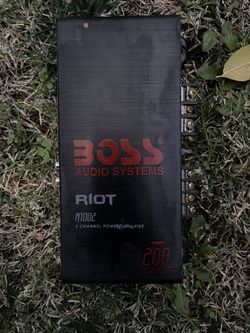 BOSS
AUDIO SYSTEMS
RIOT
R1002
2 CHANNEL POWER AMPLIFIER
200